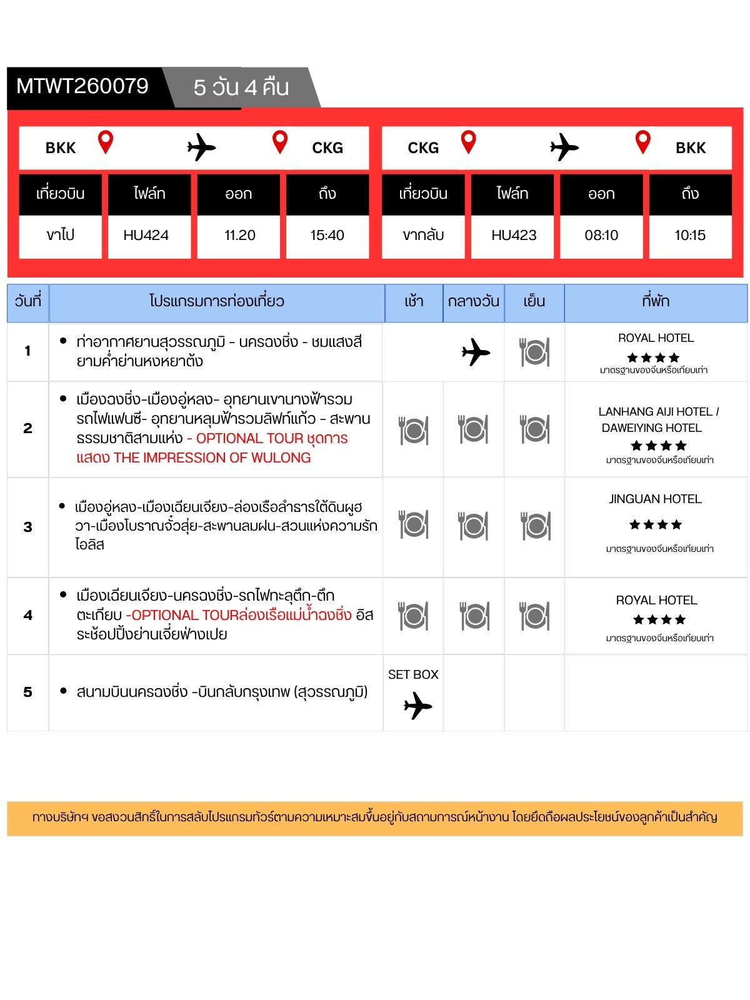 MTWT260079
5 วัน 4 คืน
BKK CKG
CKG BKK
เที่ยวบิน ไฟล์ท ออก ถึง
เที่ยวบิน ไฟล์ท ออก ถึง
ขาไป HU424 11.20 15:40
ขากลับ HU423 08:10 10:15
วันที่ โปรแกรมการท่องเที่ยว เช้า กลางวัน เย็น ที่พัก
1
• ท่าอากาศยานสุวรรณภูมิ - นครฉงชิ่ง - ชมแสงสี
ยามค่ำย่านหงหยาต้ง
ROYAL HOTEL
★★★★
มาตรฐานของจีนหรือเทียบเท่า
2
• เมืองฉงชิ่ง-เมืองอู่หลง- อุทยานเขานางฟ้ารวม
รถไฟแฟนซี- อุทยานหลุมฟ้ารวมลิฟท์แก้ว - สะพาน
ธรรมชาติสามแห่ง - OPTIONAL TOUR ชุดการ
แสดง THE IMPRESSION OF WULONG
LANHANG AIJI HOTEL /
DAWEIYING HOTEL
★★★★
มาตรฐานของจีนหรือเทียบเท่า
3
• เมืองอู่หลง-เมืองเฉียนเจียง-ล่องเรือลำธารใต้ดินผูฮ
วา-เมืองโบราณจั๋วสุ่ย-สะพานลมฝน-สวนแห่งความรัก
ไอลิส
JINGUAN HOTEL
★★★★
มาตรฐานของจีนหรือเทียบเท่า
4
• เมืองเฉียนเจียง-นครฉงชิ่ง-รถไฟทะลุตึก-ตึก
ตะเกียบ -OPTIONAL TOURล่องเรือแม่น้ำฉงชิ่ง อิส
ระช้อปปิ้งย่านเจี่ยฟ่างเปย
ROYAL HOTEL
★★★★
มาตรฐานของจีนหรือเทียบเท่า
5
• สนามบินนครฉงชิ่ง -บินกลับกรุงเทพ (สุวรรณภูมิ)
SET BOX
ทางบริษัทฯ ขอสงวนสิทธิ์ในการสลับโปรแกรมทัวร์ตามความเหมาะสมขึ้นอยู่กับสถามการณ์หน้างาน โดยยึดถือผลประโยชน์ของลูกค้าเป็นสำคัญ